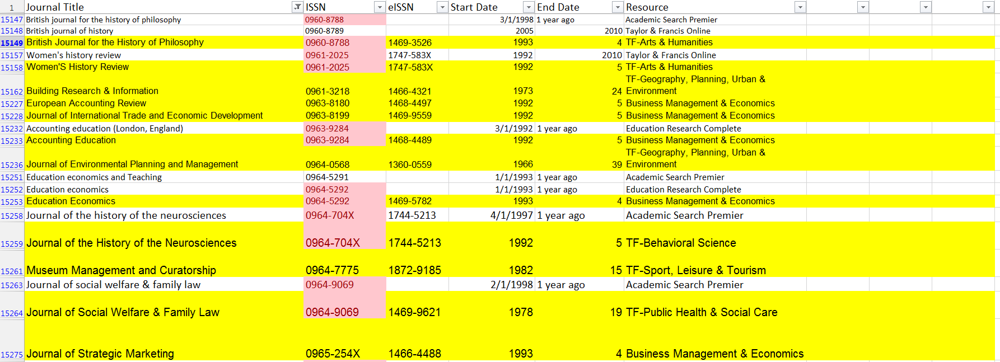 1 Journal Title ISSN eISSN Start Date End Date Resource
15147 British journal for the history of philosophy 0960-8788 3/1/1998 1 year ago Academic Search Premier
15148 British journal of history 0960-8789 2005 2010 Taylor & Francis Online
15149 British Journal for the History of Philosophy 0960-8788 1469-3526 1993 4 TF-Arts & Humanities
15157 Women's history review 0961-2025 1747-583X 1992 2010 Taylor & Francis Online
15158 Women'S History Review 0961-2025 1747-583X 1992 5 TF-Arts & Humanities
TF-Geography, Planning, Urban &
15162 Building Research & Information 0961-3218 1466-4321 1973 24 Environment
15227 European Accounting Review 0963-8180 1468-4497 1992 5 Business Management & Economics
15228 Journal of International Trade and Economic Development 0963-8199 1469-9559 1992 5 Business Management & Economics
15232 Accounting education (London, England) 0963-9284 3/1/1992 1 year ago Education Research Complete
15233 Accounting Education 0963-9284 1468-4489 1992 5 Business Management & Economics
TF-Geography, Planning, Urban &
15236 Journal of Environmental Planning and Management 0964-0568 1360-0559 1966 39 Environment
15251 Education economics and Teaching 0964-5291 1/1/1993 1 year ago Academic Search Premier
15252 Education economics 0964-5292 1/1/1993 1 year ago Education Research Complete
15253 Education Economics 0964-5292 1469-5782 1993 4 Business Management & Economics
15258 Journal of the history of the neurosciences 0964-704X 1744-5213 4/1/1997 1 year ago Academic Search Premier
15259 Journal of the History of the Neurosciences 0964-704X 1744-5213 1992 5 TF-Behavioral Science
15261 Museum Management and Curatorship 0964-7775 1872-9185 1982 15 TF-Sport, Leisure & Tourism
15263 Journal of social welfare & family law 0964-9069 2/1/1998 1 year ago Academic Search Premier
15264 Journal of Social Welfare & Family Law 0964-9069 1469-9621 1978 19 TF-Public Health & Social Care
15275 Journal of Strategic Marketing 0965-254X 1466-4488 1993 4 Business Management & Economics